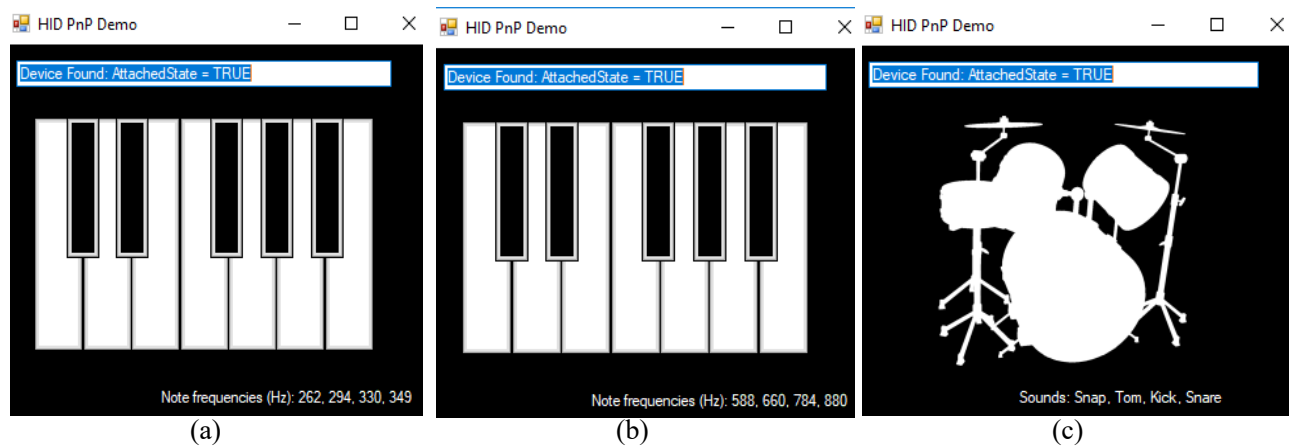 HID PnP Demo
Device Found: AttachedState = TRUE
Note frequencies (Hz): 262, 294, 330, 349
(a)
HID PnP Demo
Device Found: AttachedState = TRUE
Note frequencies (Hz): 588, 660, 784, 880
(b)
HID PnP Demo
Device Found: AttachedState = TRUE
Sounds: Snap, Tom, Kick, Snare
(c)